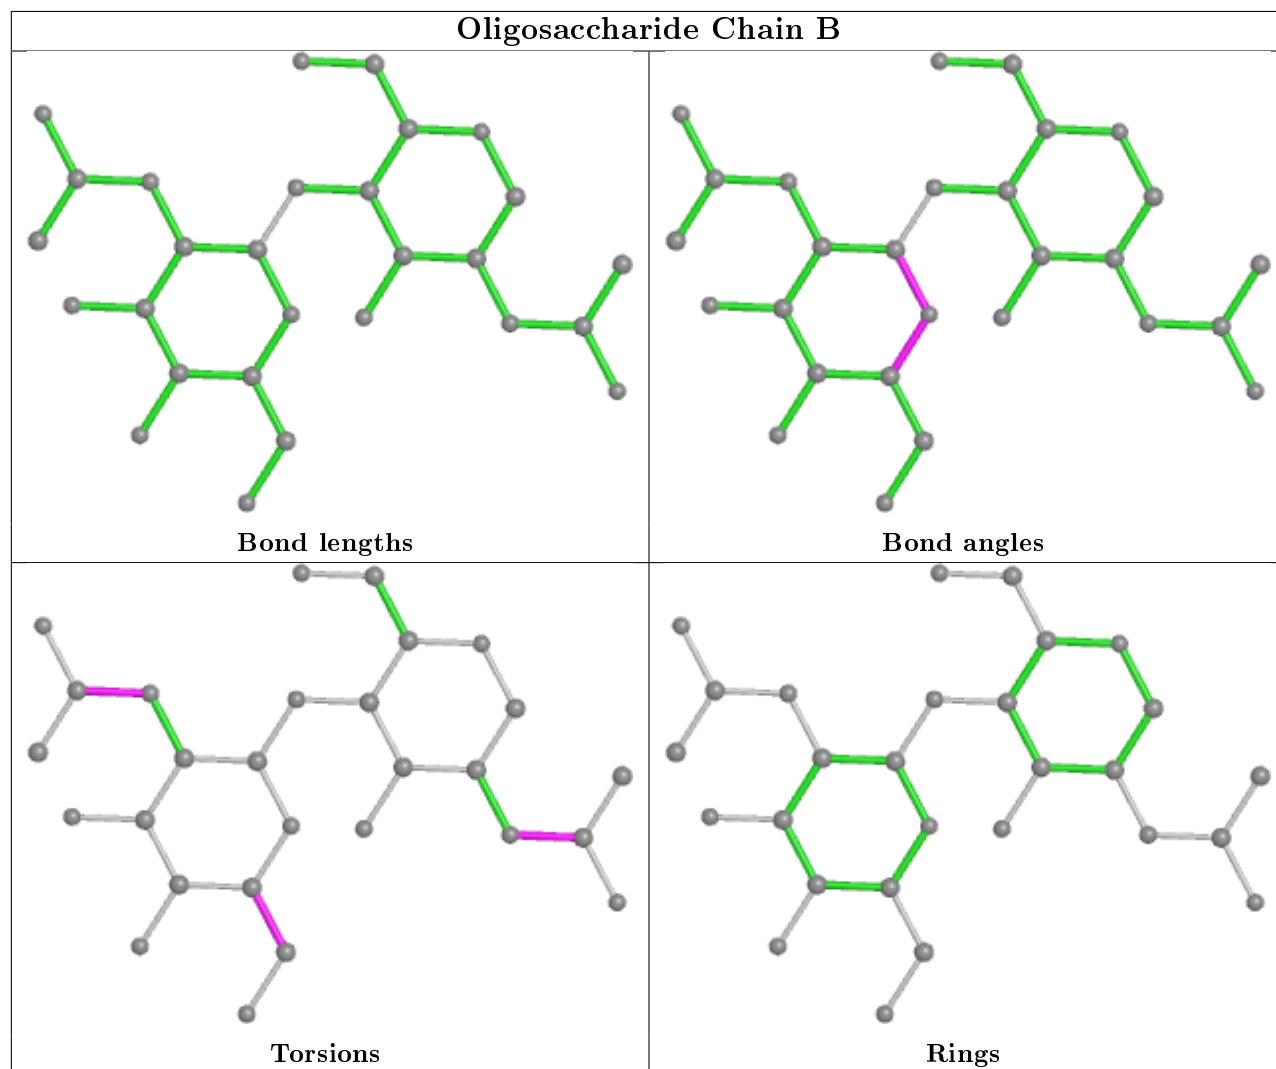 Oligosaccharide Chain B
Bond lengths
Bond angles
Torsions
Rings